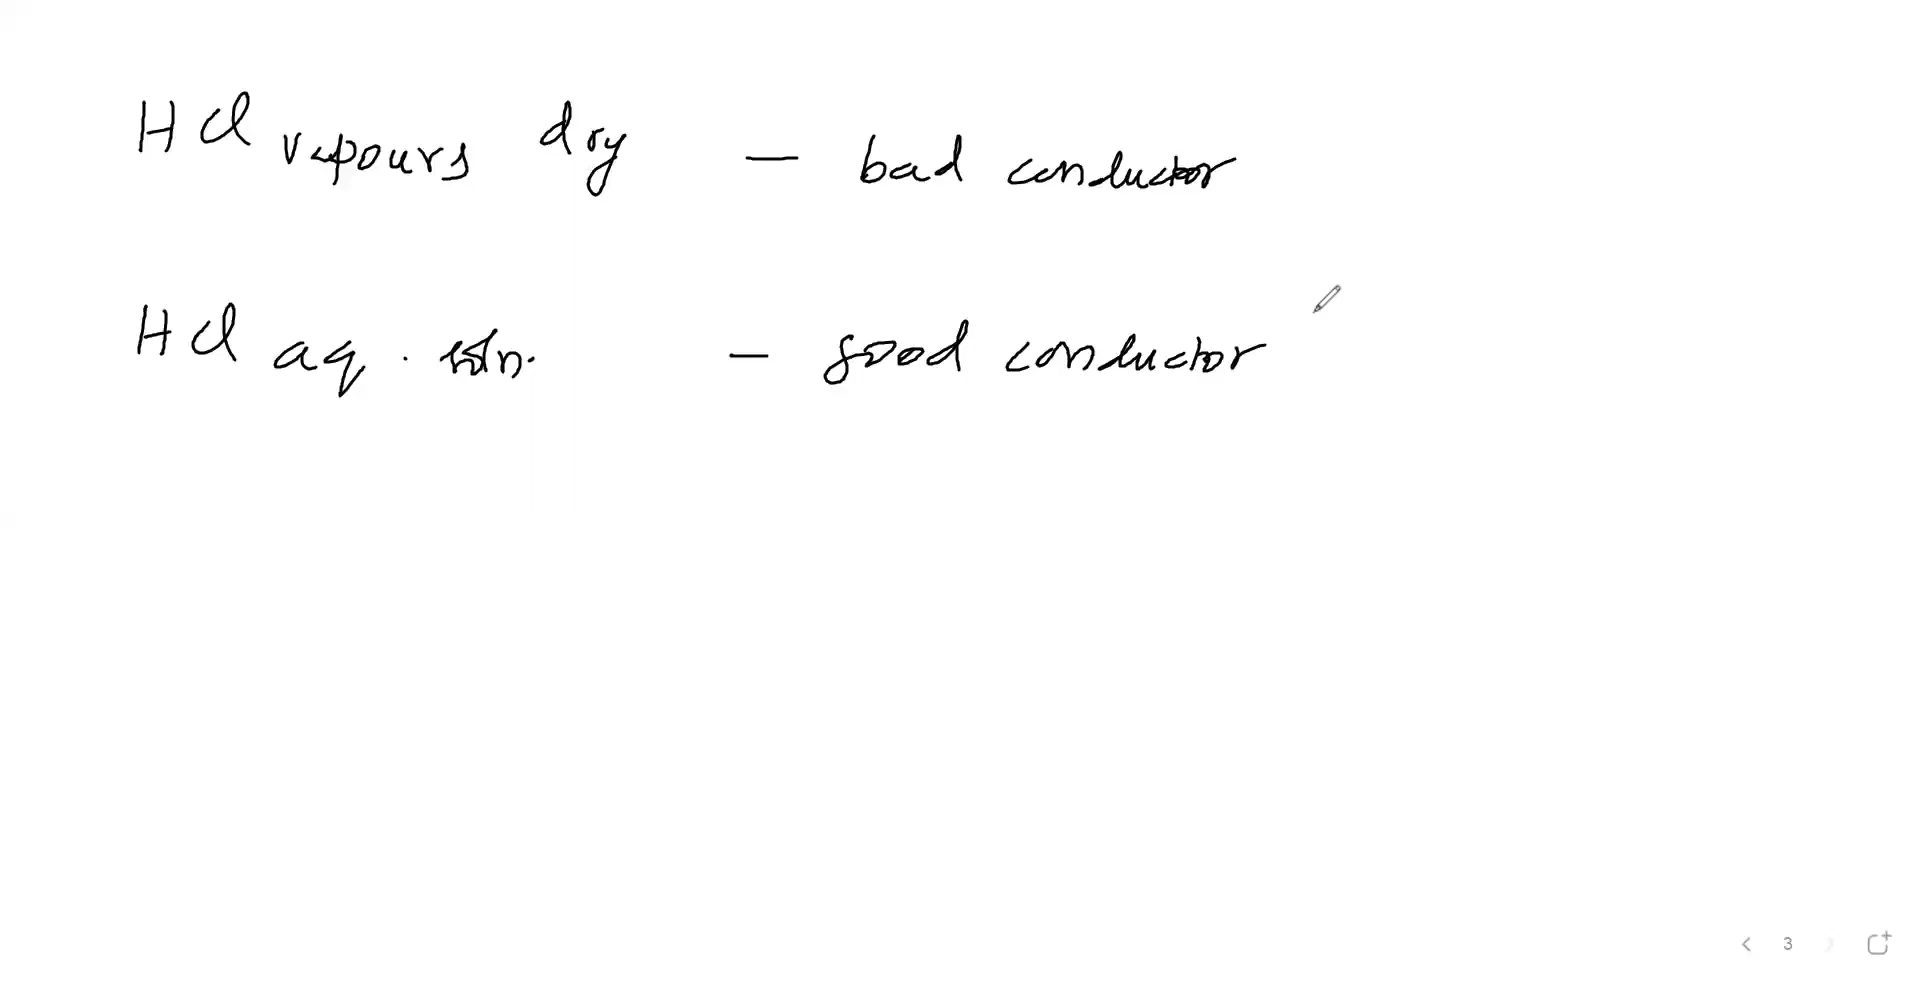 HCl vapours dry — bad conductor
HCl aq. soln. — good conductor
3